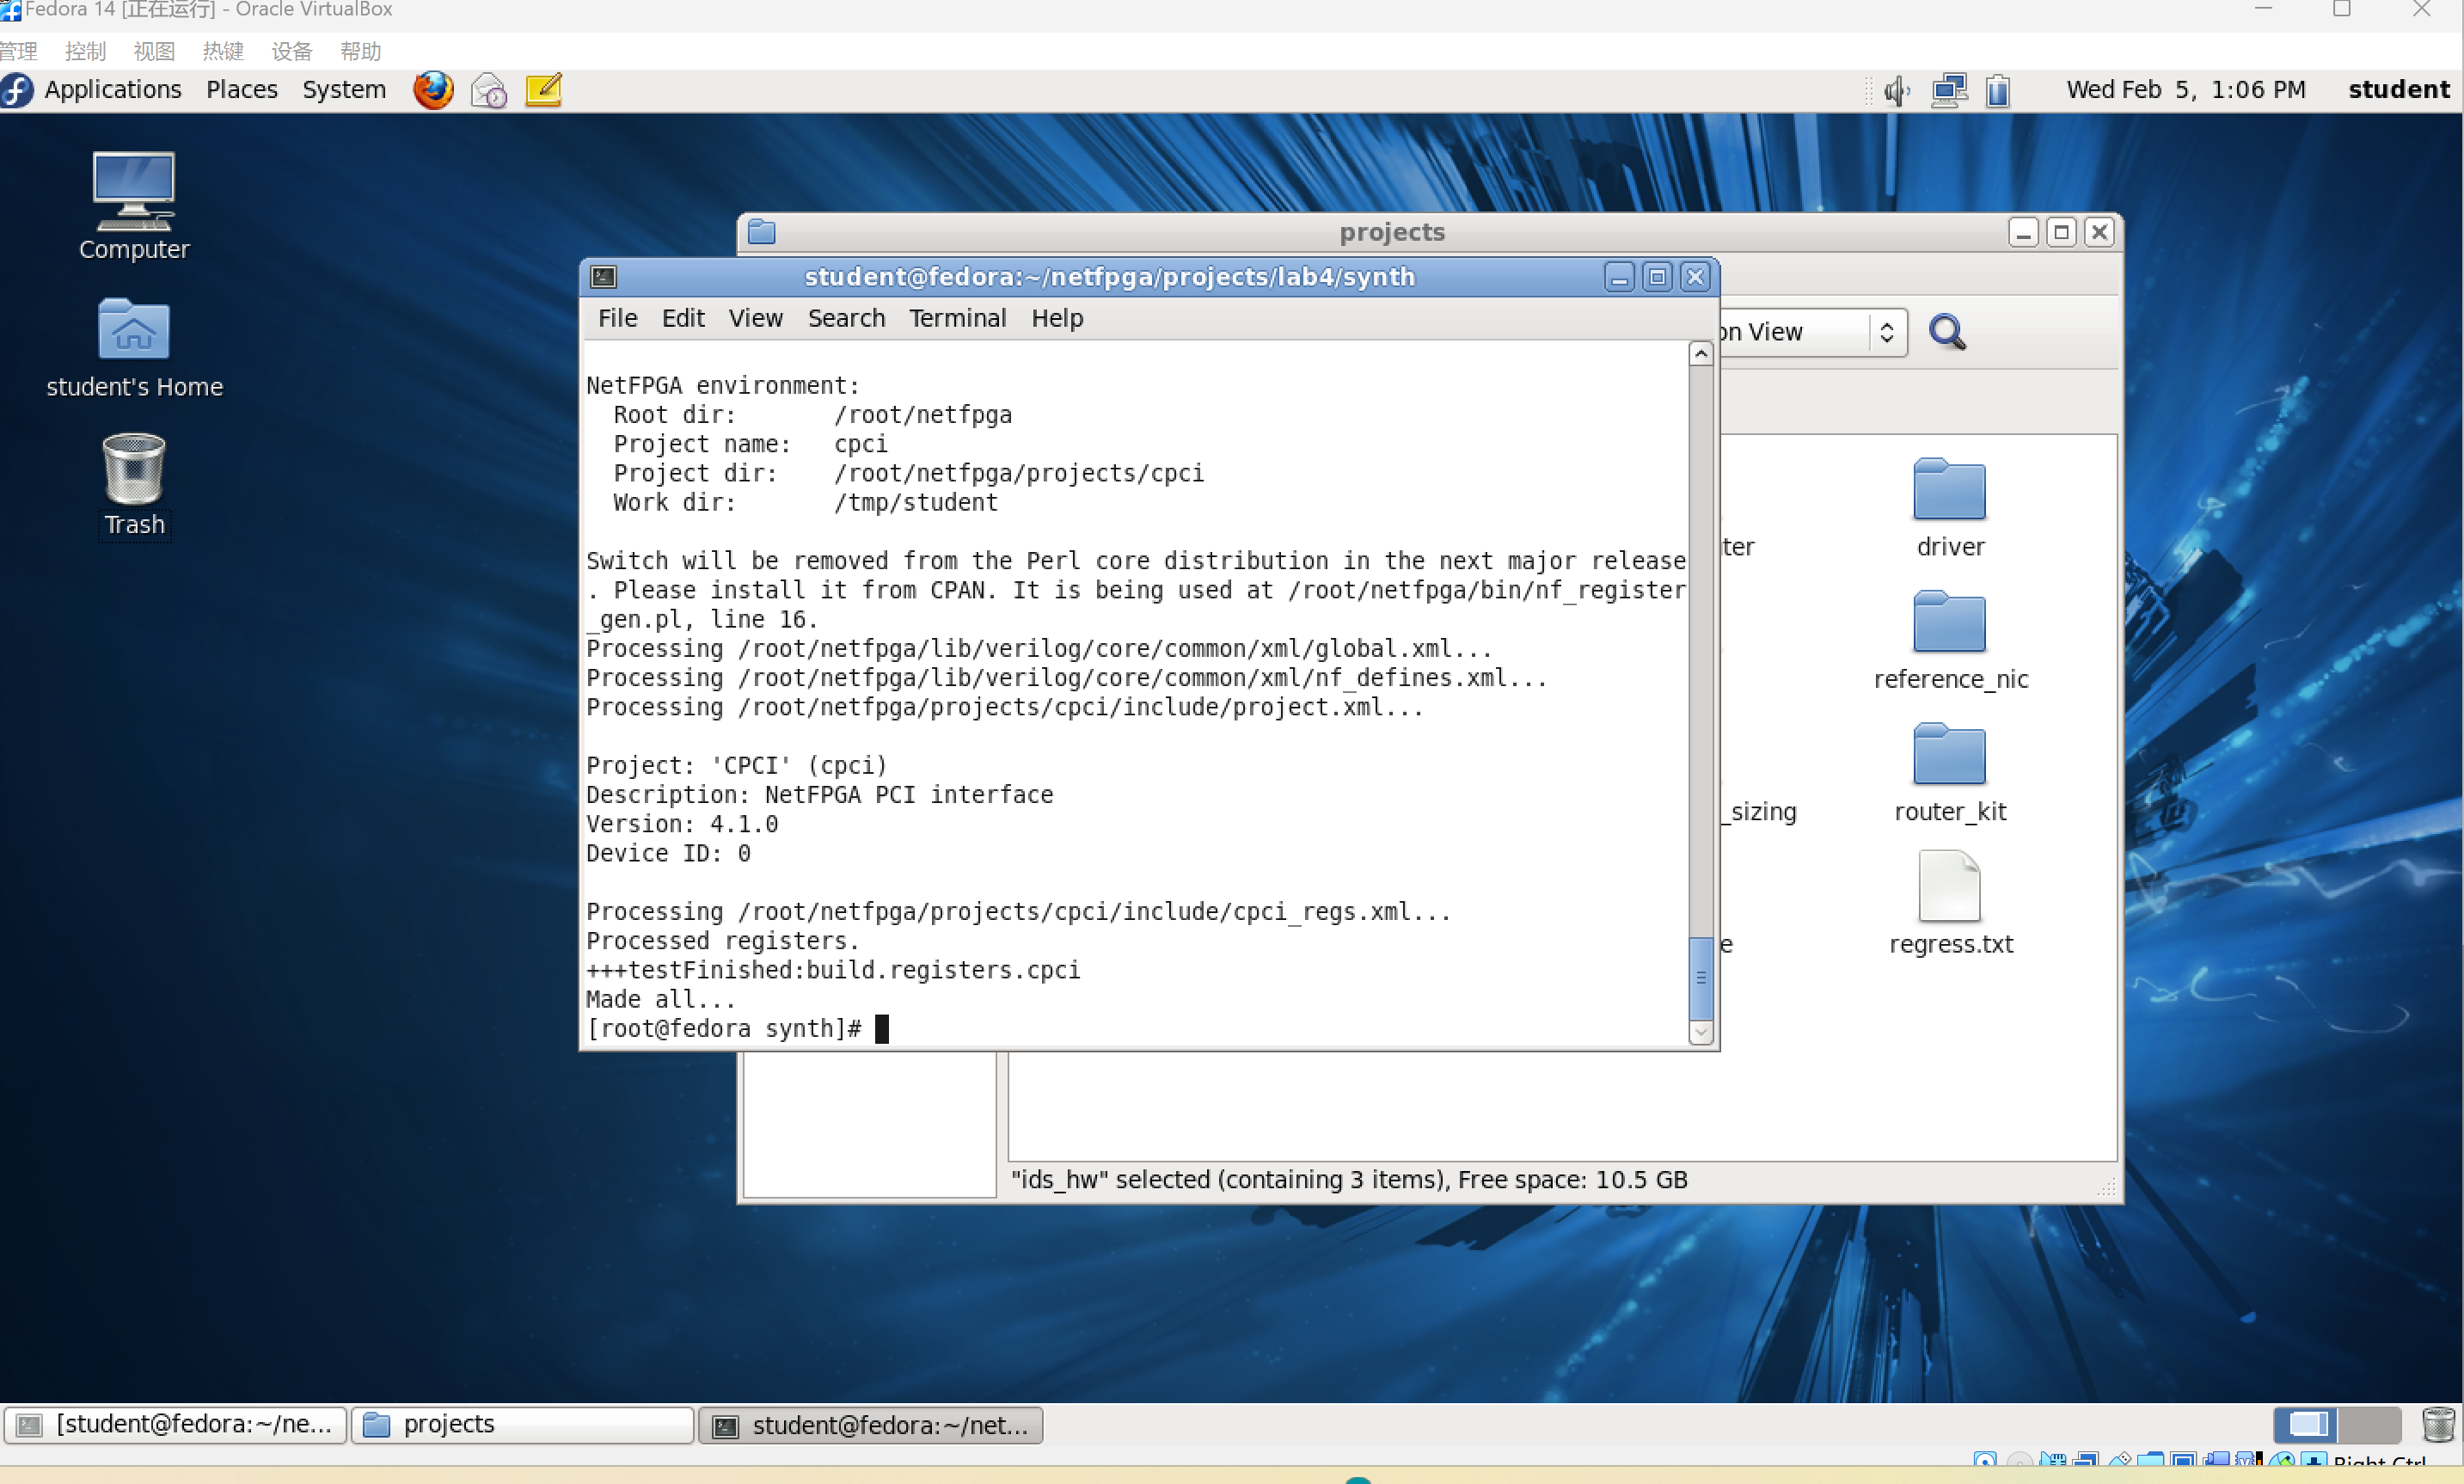 Fedora 14 [正在运行] - Oracle VirtualBox
管理 控制 视图 热键 设备 帮助
Applications Places System
Wed Feb 5, 1:06 PM student
Computer
student's Home
Trash
projects
student@fedora:~/netfpga/projects/lab4/synth
File Edit View Search Terminal Help
on View
NetFPGA environment:
Root dir: /root/netfpga
Project name: cpci
Project dir: /root/netfpga/projects/cpci
Work dir: /tmp/student
Switch will be removed from the Perl core distribution in the next major release
. Please install it from CPAN. It is being used at /root/netfpga/bin/nf_register
_gen.pl, line 16.
Processing /root/netfpga/lib/verilog/core/common/xml/global.xml...
Processing /root/netfpga/lib/verilog/core/common/xml/nf_defines.xml...
Processing /root/netfpga/projects/cpci/include/project.xml...
Project: 'CPCI' (cpci)
Description: NetFPGA PCI interface
Version: 4.1.0
Device ID: 0
Processing /root/netfpga/projects/cpci/include/cpci_regs.xml...
Processed registers.
+++testFinished:build.registers.cpci
Made all...
[root@fedora synth]#
ter driver
reference_nic
_sizing router_kit
e regress.txt
"ids_hw" selected (containing 3 items), Free space: 10.5 GB
[student@fedora:~/ne... projects student@fedora:~/net...
Right Ctrl